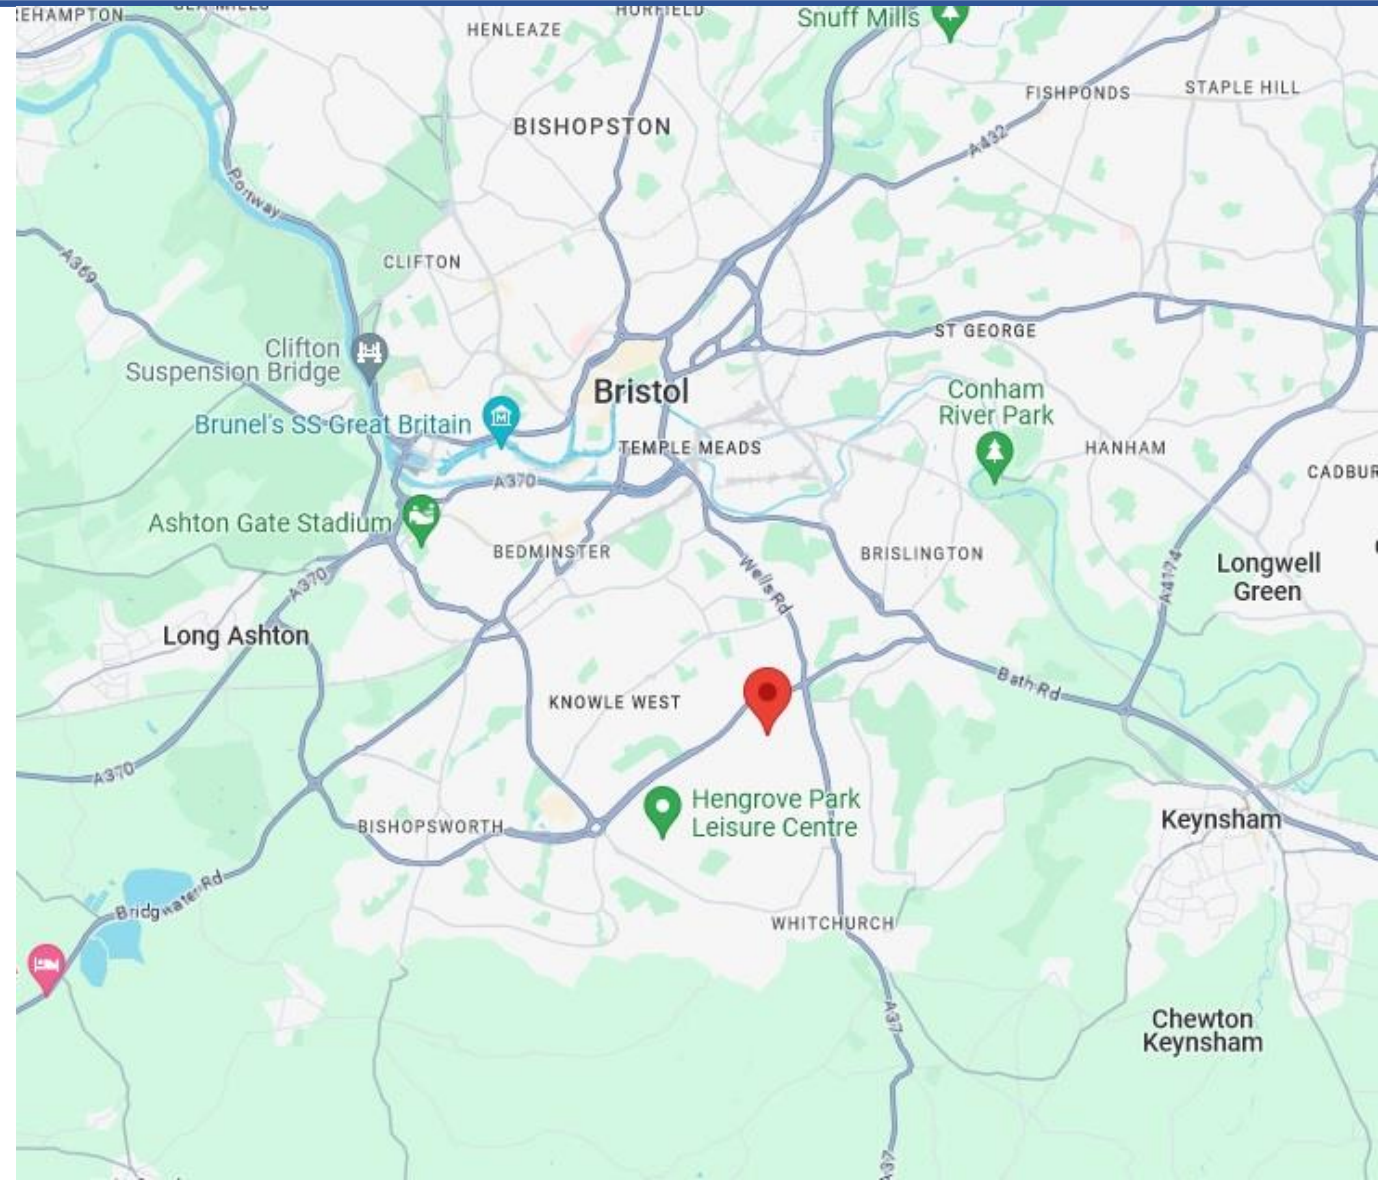 SEA MILLS
HORFIELD
HENLEAZE
Snuff Mills
FISHPONDS
STAPLE HILL
BISHOPSTON
A432
Portway
CLIFTON
A369
ST GEORGE
Clifton
Suspension Bridge
Bristol
Conham
River Park
Brunel's SS Great Britain
TEMPLE MEADS
HANHAM
A370
Ashton Gate Stadium
BEDMINSTER
BRISLINGTON
Wells Rd
A4174
Longwell
Green
A370
Long Ashton
Bath Rd
KNOWLE WEST
A370
Hengrove Park
Leisure Centre
BISHOPSWORTH
Keynsham
Bridgwater Rd
WHITCHURCH
A37
Chewton
Keynsham
A37